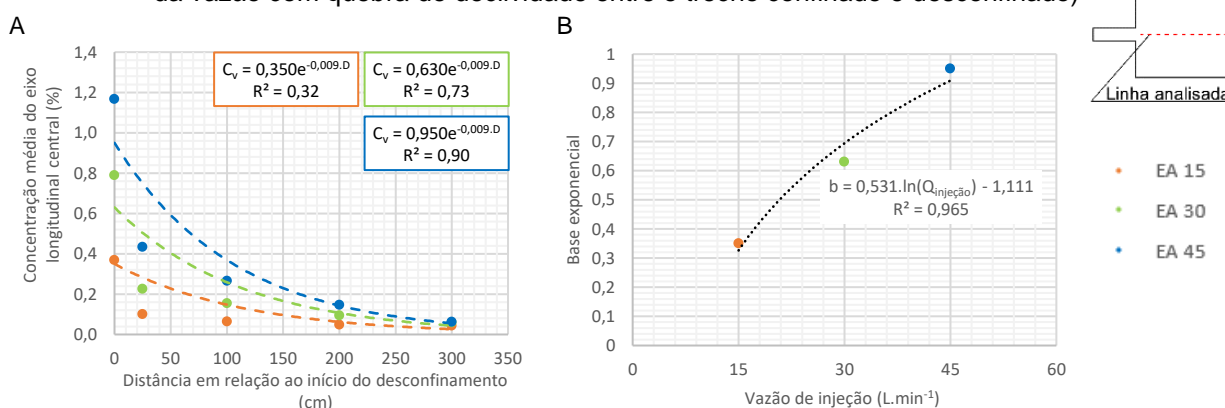 da vazão com quebra de declividade entre o trecho confinado e desconfinado)
A
Concentração média do eixo
longitudinal central (%)
1,4
1,2
1,0
0,8
0,6
0,4
0,2
0,0
0 50 100 150 200 250 300 350
Distância em relação ao início do desconfinamento
(cm)
Cv = 0,350e^-0,009.D
R² = 0,32
Cv = 0,630e^-0,009.D
R² = 0,73
Cv = 0,950e^-0,009.D
R² = 0,90
B
Base exponencial
1
0,9
0,8
0,7
0,6
0,5
0,4
0,3
0,2
0,1
0
0 15 30 45 60
Vazão de injeção (L.min⁻¹)
b = 0,531.ln(Qinjeção) - 1,111
R² = 0,965
Linha analisada
EA 15
EA 30
EA 45